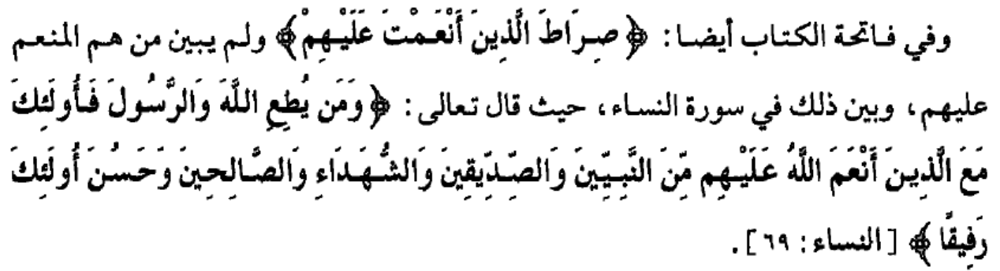 وفي فاتحة الكتاب أيضا: ﴿صِرَاطَ الَّذِينَ أَنْعَمْتَ عَلَيْهِمْ﴾ ولم يبين من هم المنعم
عليهم، وبين ذلك في سورة النساء، حيث قال تعالى: ﴿وَمَن يُطِعِ اللَّهَ وَالرَّسُولَ فَأُولَئِكَ
مَعَ الَّذِينَ أَنْعَمَ اللَّهُ عَلَيْهِم مِّنَ النَّبِيِّينَ وَالصِّدِّيقِينَ وَالشُّهَدَاءِ وَالصَّالِحِينَ وَحَسُنَ أُولَئِكَ
رَفِيقًا﴾ [النساء: ٦٩].